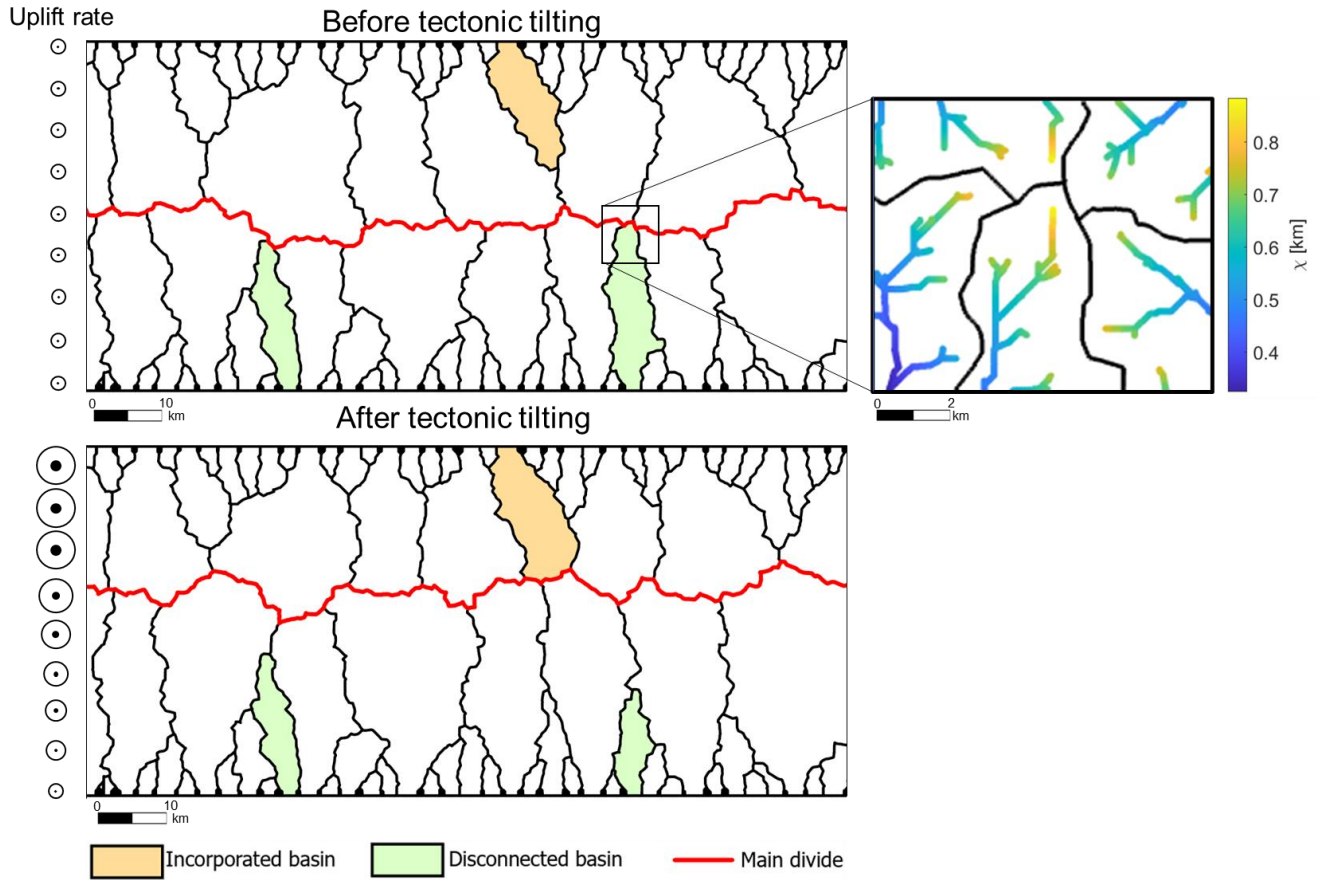 Uplift rate
Before tectonic tilting
0.8
0.7
0.6
0.5
0.4
χ [km]
0 10
km
0 2
km
After tectonic tilting
0 10
km
Incorporated basin
Disconnected basin
Main divide